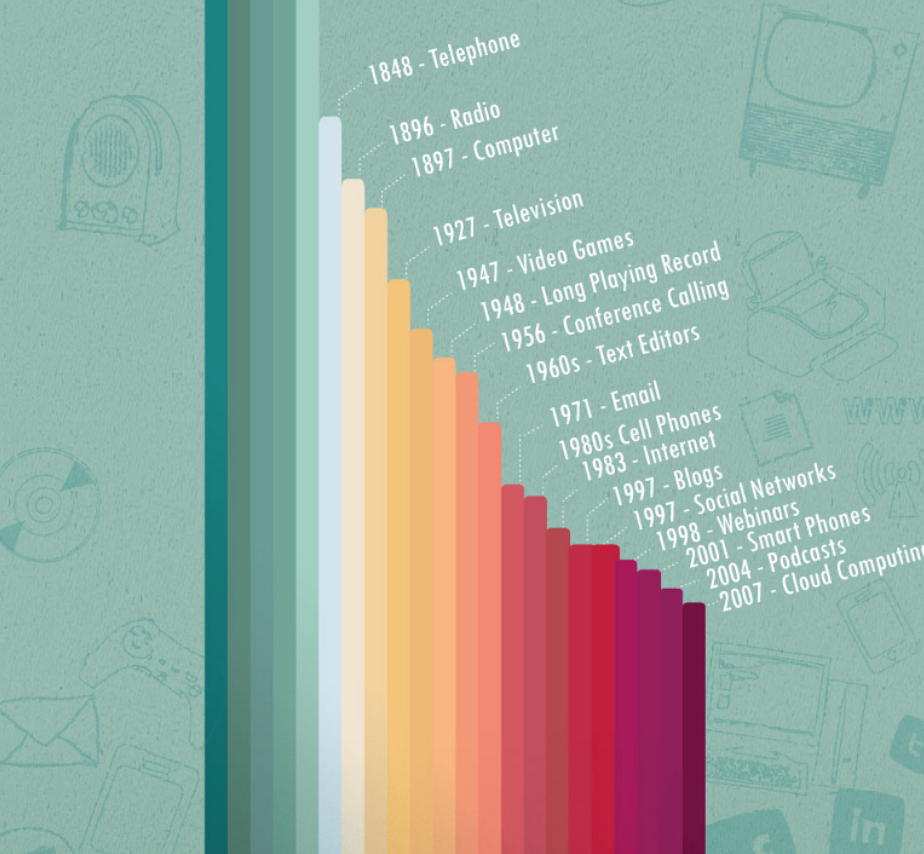 1848 - Telephone
1896 - Radio
1897 - Computer
1927 - Television
1947 - Video Games
1948 - Long Playing Record
1956 - Conference Calling
1960s - Text Editors
1971 - Email
1980s Cell Phones
1983 - Internet
1997 - Blogs
1997 - Social Networks
1998 - Webinars
2001 - Smart Phones
2004 - Podcasts
2007 - Cloud
www
in